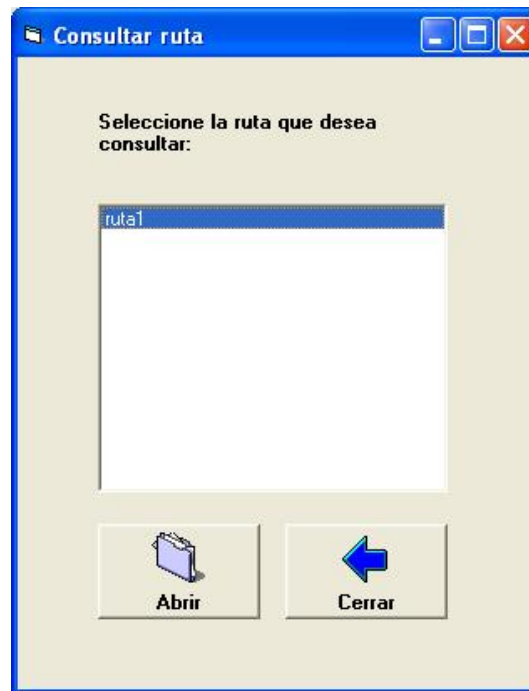 Consultar ruta
Seleccione la ruta que desea
consultar:
ruta1
Abrir
Cerrar